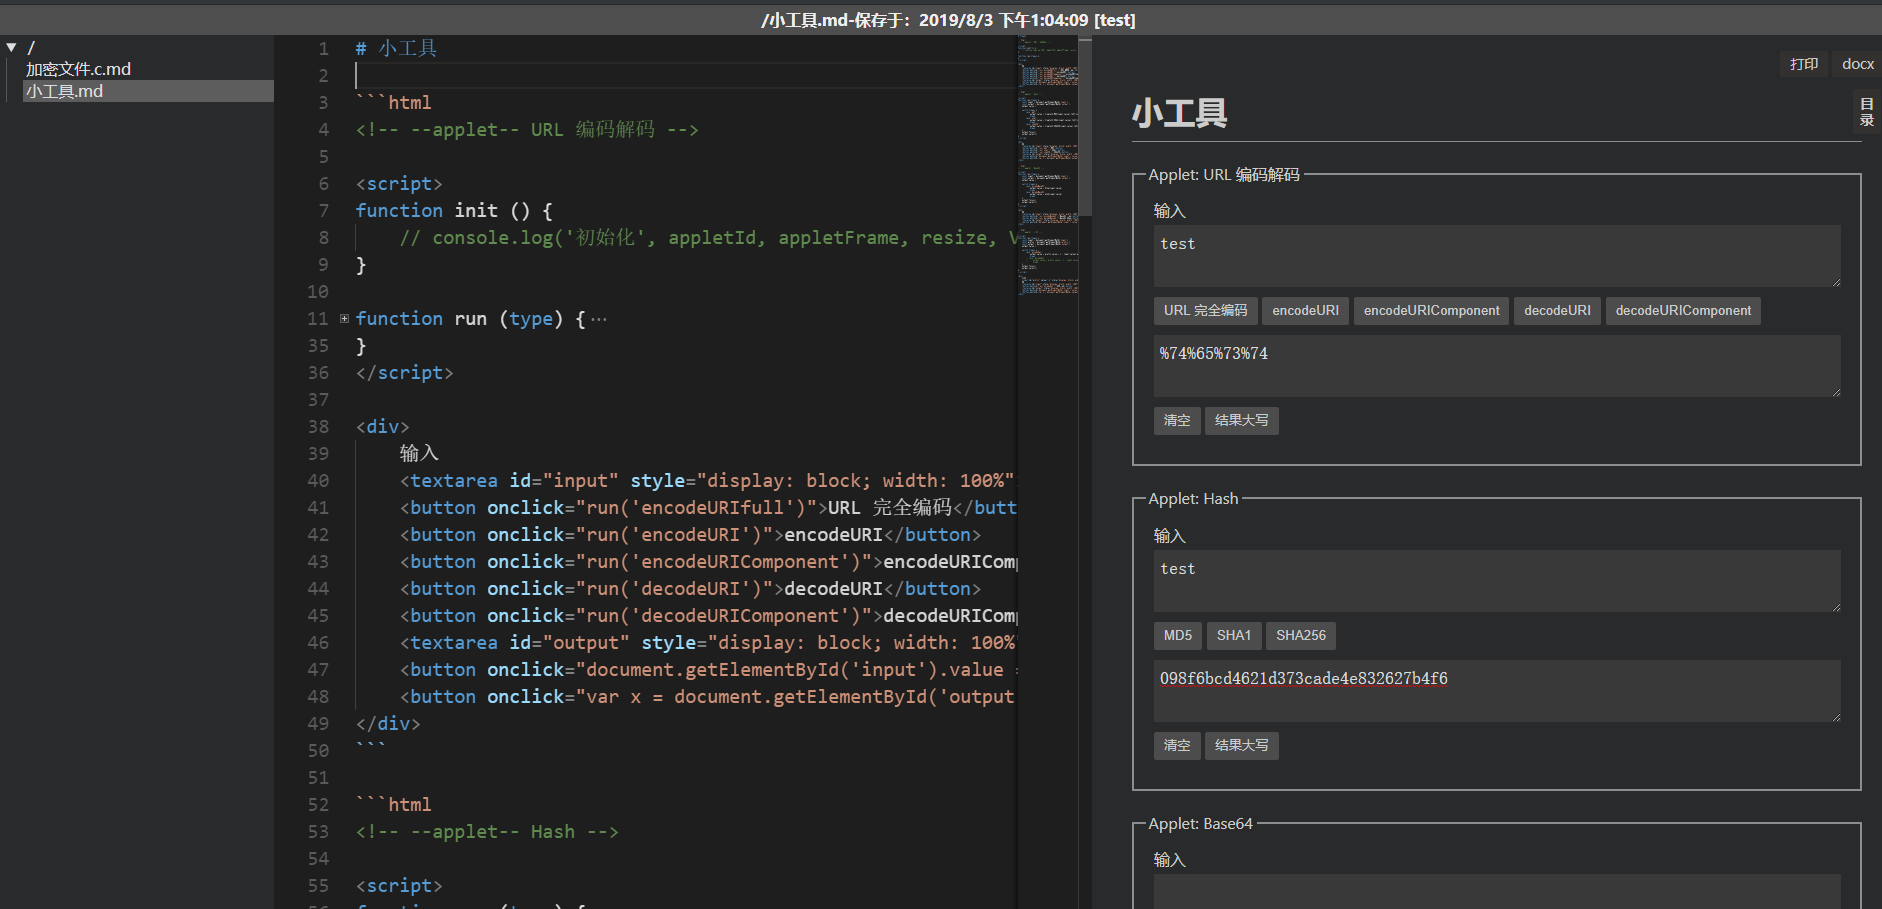 /小工具.md-保存于：2019/8/3 下午1:04:09 [test]
▼ /
加密文件.c.md
小工具.md
1 # 小工具
2
3 ```html
4 <!-- --applet-- URL 编码解码 -->
5
6 <script>
7 function init () {
8 // console.log('初始化', appletId, appletFrame, resize, V
9 }
10
11 function run (type) {···
35 }
36 </script>
37
38 <div>
39 输入
40 <textarea id="input" style="display: block; width: 100%"
41 <button onclick="run('encodeURIfull')">URL 完全编码</butt
42 <button onclick="run('encodeURI')">encodeURI</button>
43 <button onclick="run('encodeURIComponent')">encodeURICom
44 <button onclick="run('decodeURI')">decodeURI</button>
45 <button onclick="run('decodeURIComponent')">decodeURICom
46 <textarea id="output" style="display: block; width: 100%
47 <button onclick="document.getElementById('input').value =
48 <button onclick="var x = document.getElementById('output
49 </div>
50 ```
51
52 ```html
53 <!-- --applet-- Hash -->
54
55 <script>
打印 docx
目录
小工具
Applet: URL 编码解码
输入
test
URL 完全编码 encodeURI encodeURIComponent decodeURI decodeURIComponent
%74%65%73%74
清空 结果大写
Applet: Hash
输入
test
MD5 SHA1 SHA256
098f6bcd4621d373cade4e832627b4f6
清空 结果大写
Applet: Base64
输入